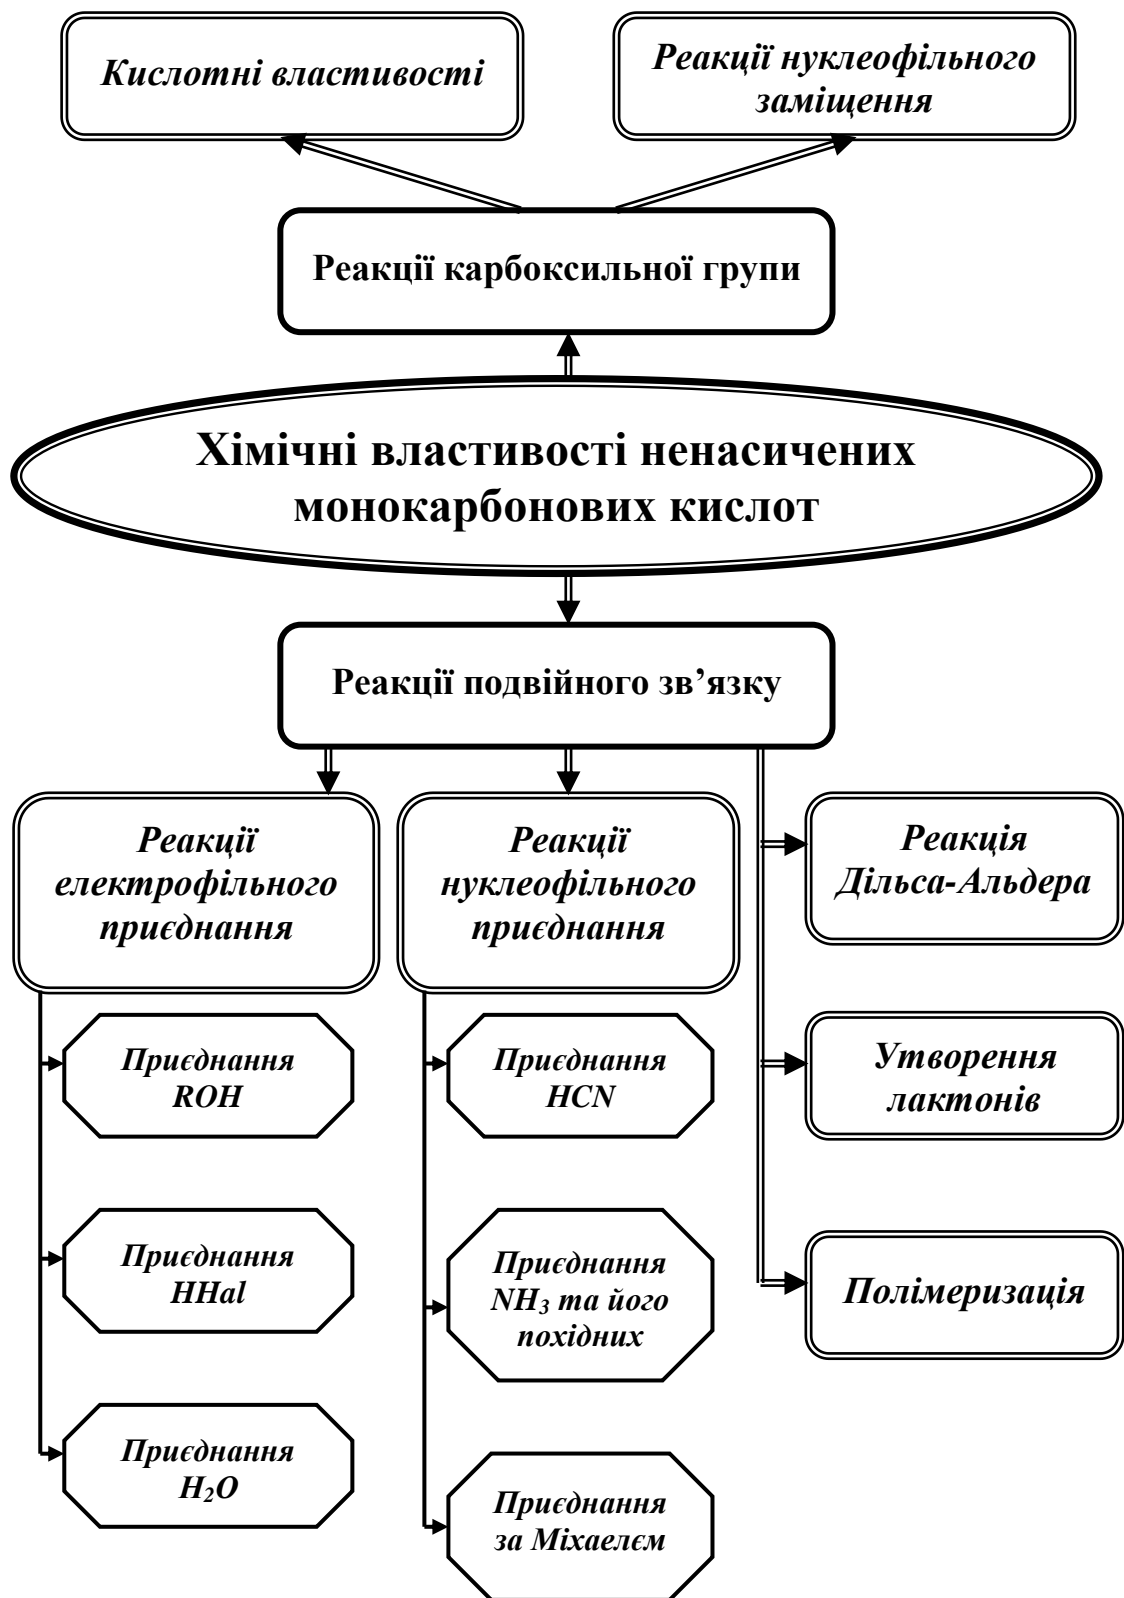 Кислотні властивості
Реакції нуклеофільного
заміщення
Реакції карбоксильної групи
Хімічні властивості ненасичених
монокарбонових кислот
Реакції подвійного зв’язку
Реакції
електрофільного
приєднання
Реакції
нуклеофільного
приєднання
Реакція
Дільса-Альдера
Приєднання
ROH
Приєднання
HCN
Утворення
лактонів
Приєднання
HHal
Приєднання
NH₃ та його
похідних
Полімеризація
Приєднання
H₂O
Приєднання
за Міхаелєм